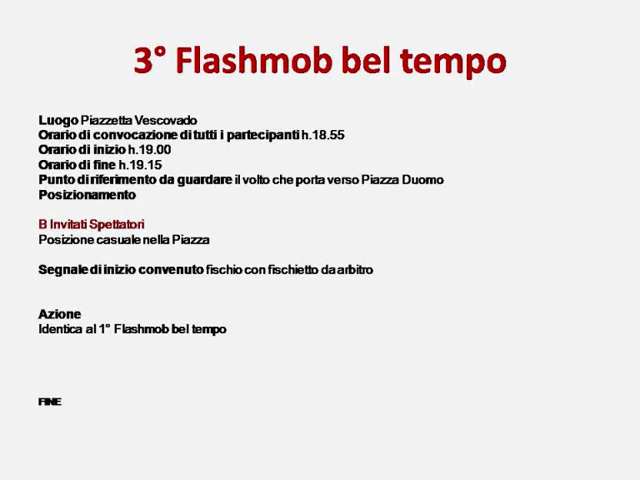 3° Flashmob bel tempo
Luogo Piazzetta Vescovado
Orario di convocazione di tutti i partecipanti h.18.55
Orario di inizio h.19.00
Orario di fine h.19.15
Punto di riferimento da guardare il volto che porta verso Piazza Duomo
Posizionamento
B Invitati Spettatori
Posizione casuale nella Piazza
Segnale di inizio convenuto fischio con fischietto da arbitro
Azione
Identica al 1° Flashmob bel tempo
FINE